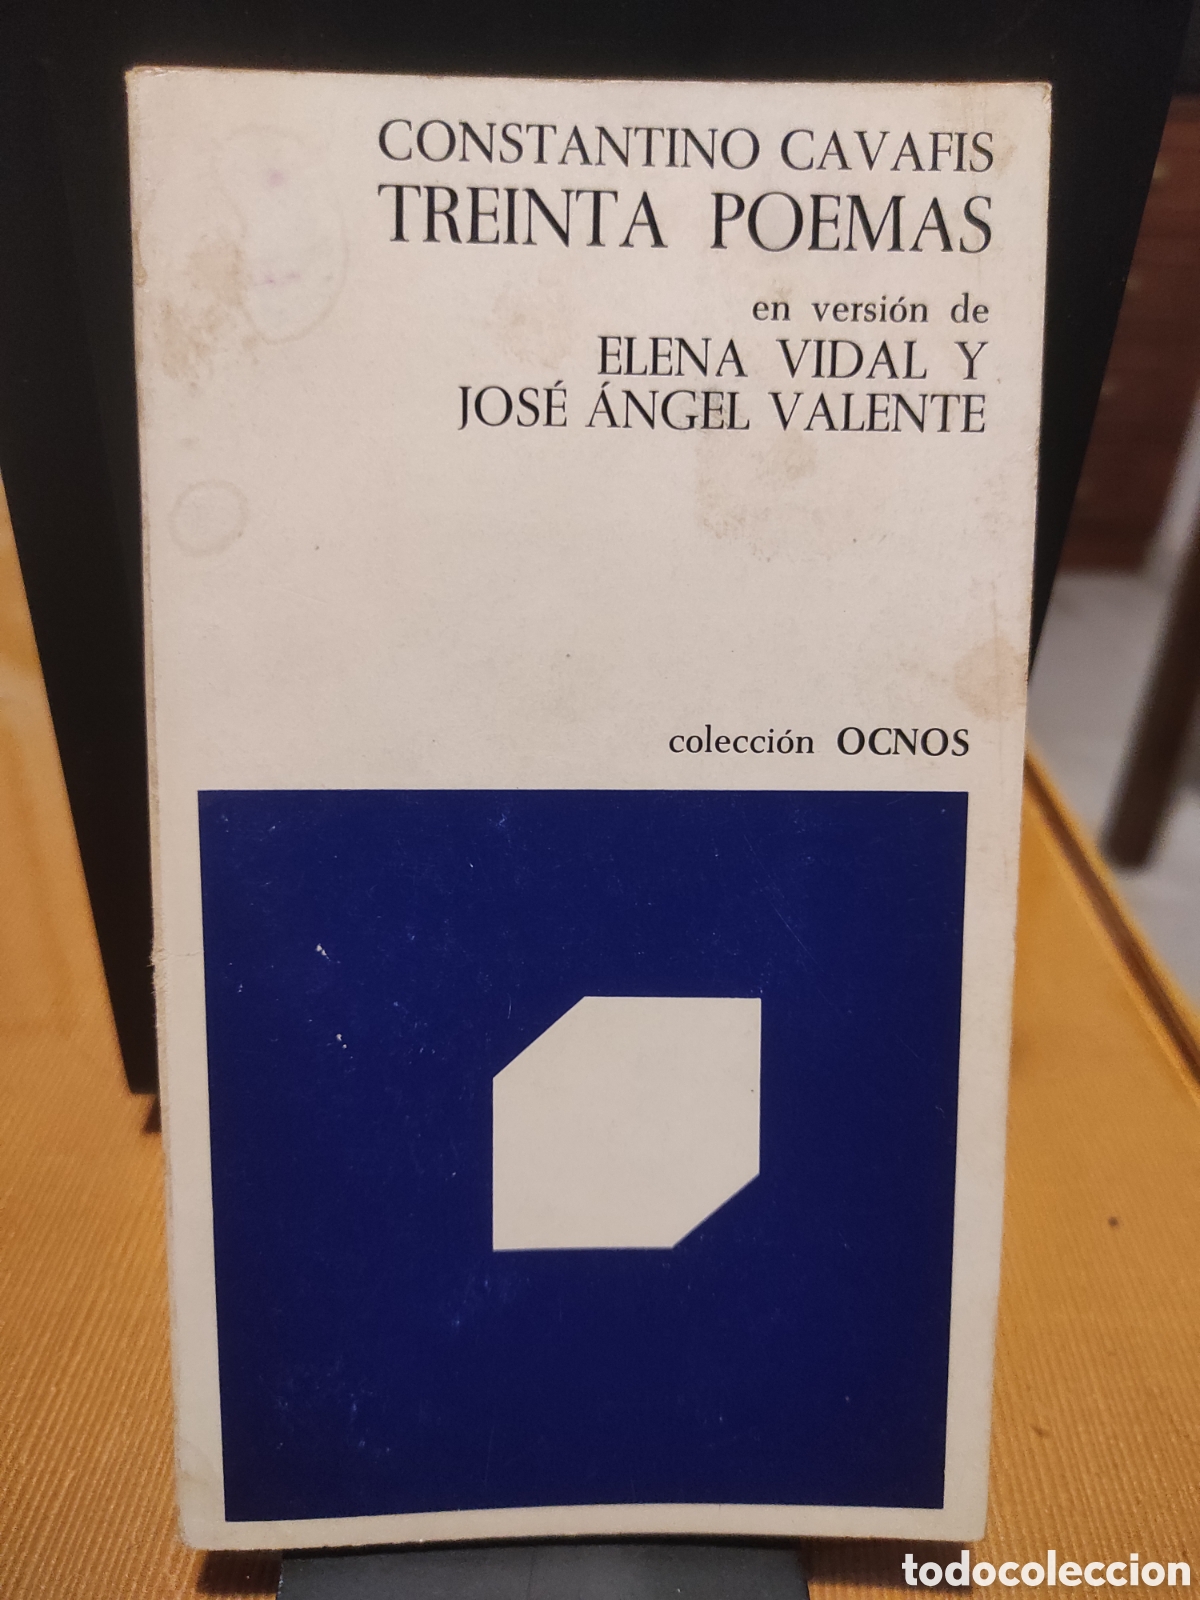 CONSTANTINO CAVAFIS
TREINTA POEMAS
en versión de
ELENA VIDAL Y
JOSÉ ÁNGEL VALENTE
colección OCNOS
todocoleccion